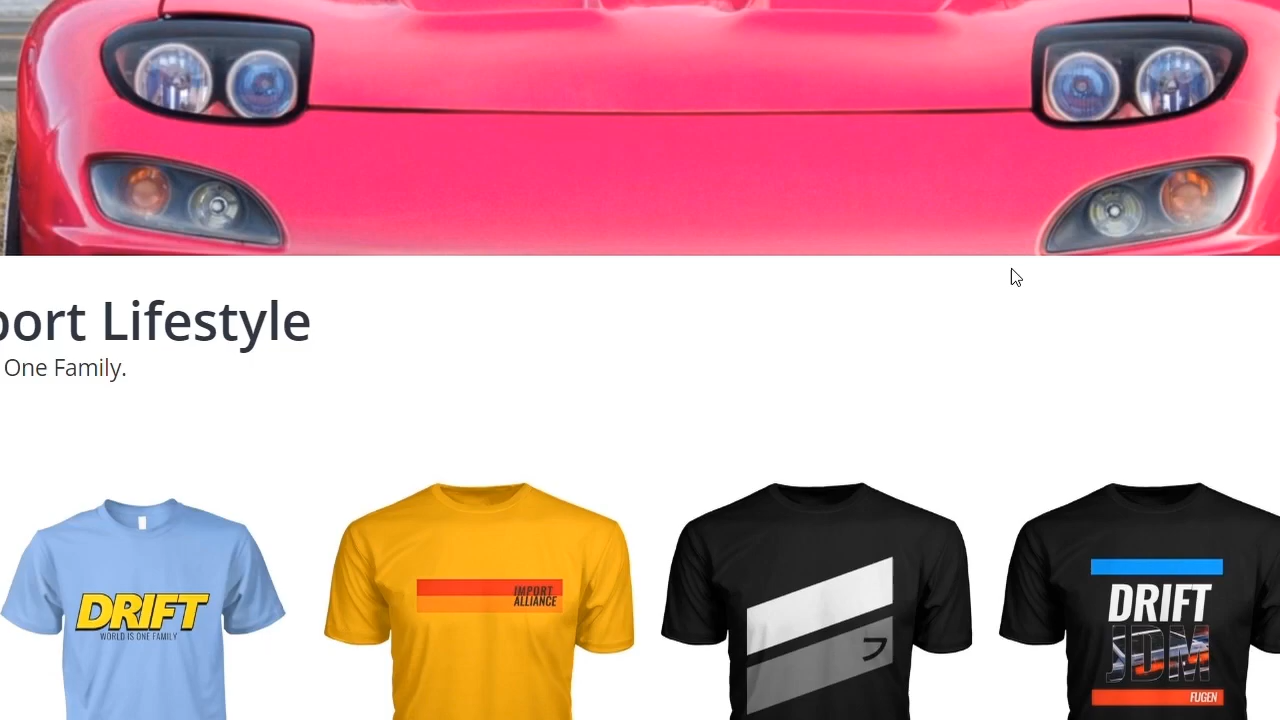 port Lifestyle
One Family.
DRIFT
WORLD IS ONE FAMILY
IMPORT
ALLIANCE
フ
DRIFT
JDM
FUGEN